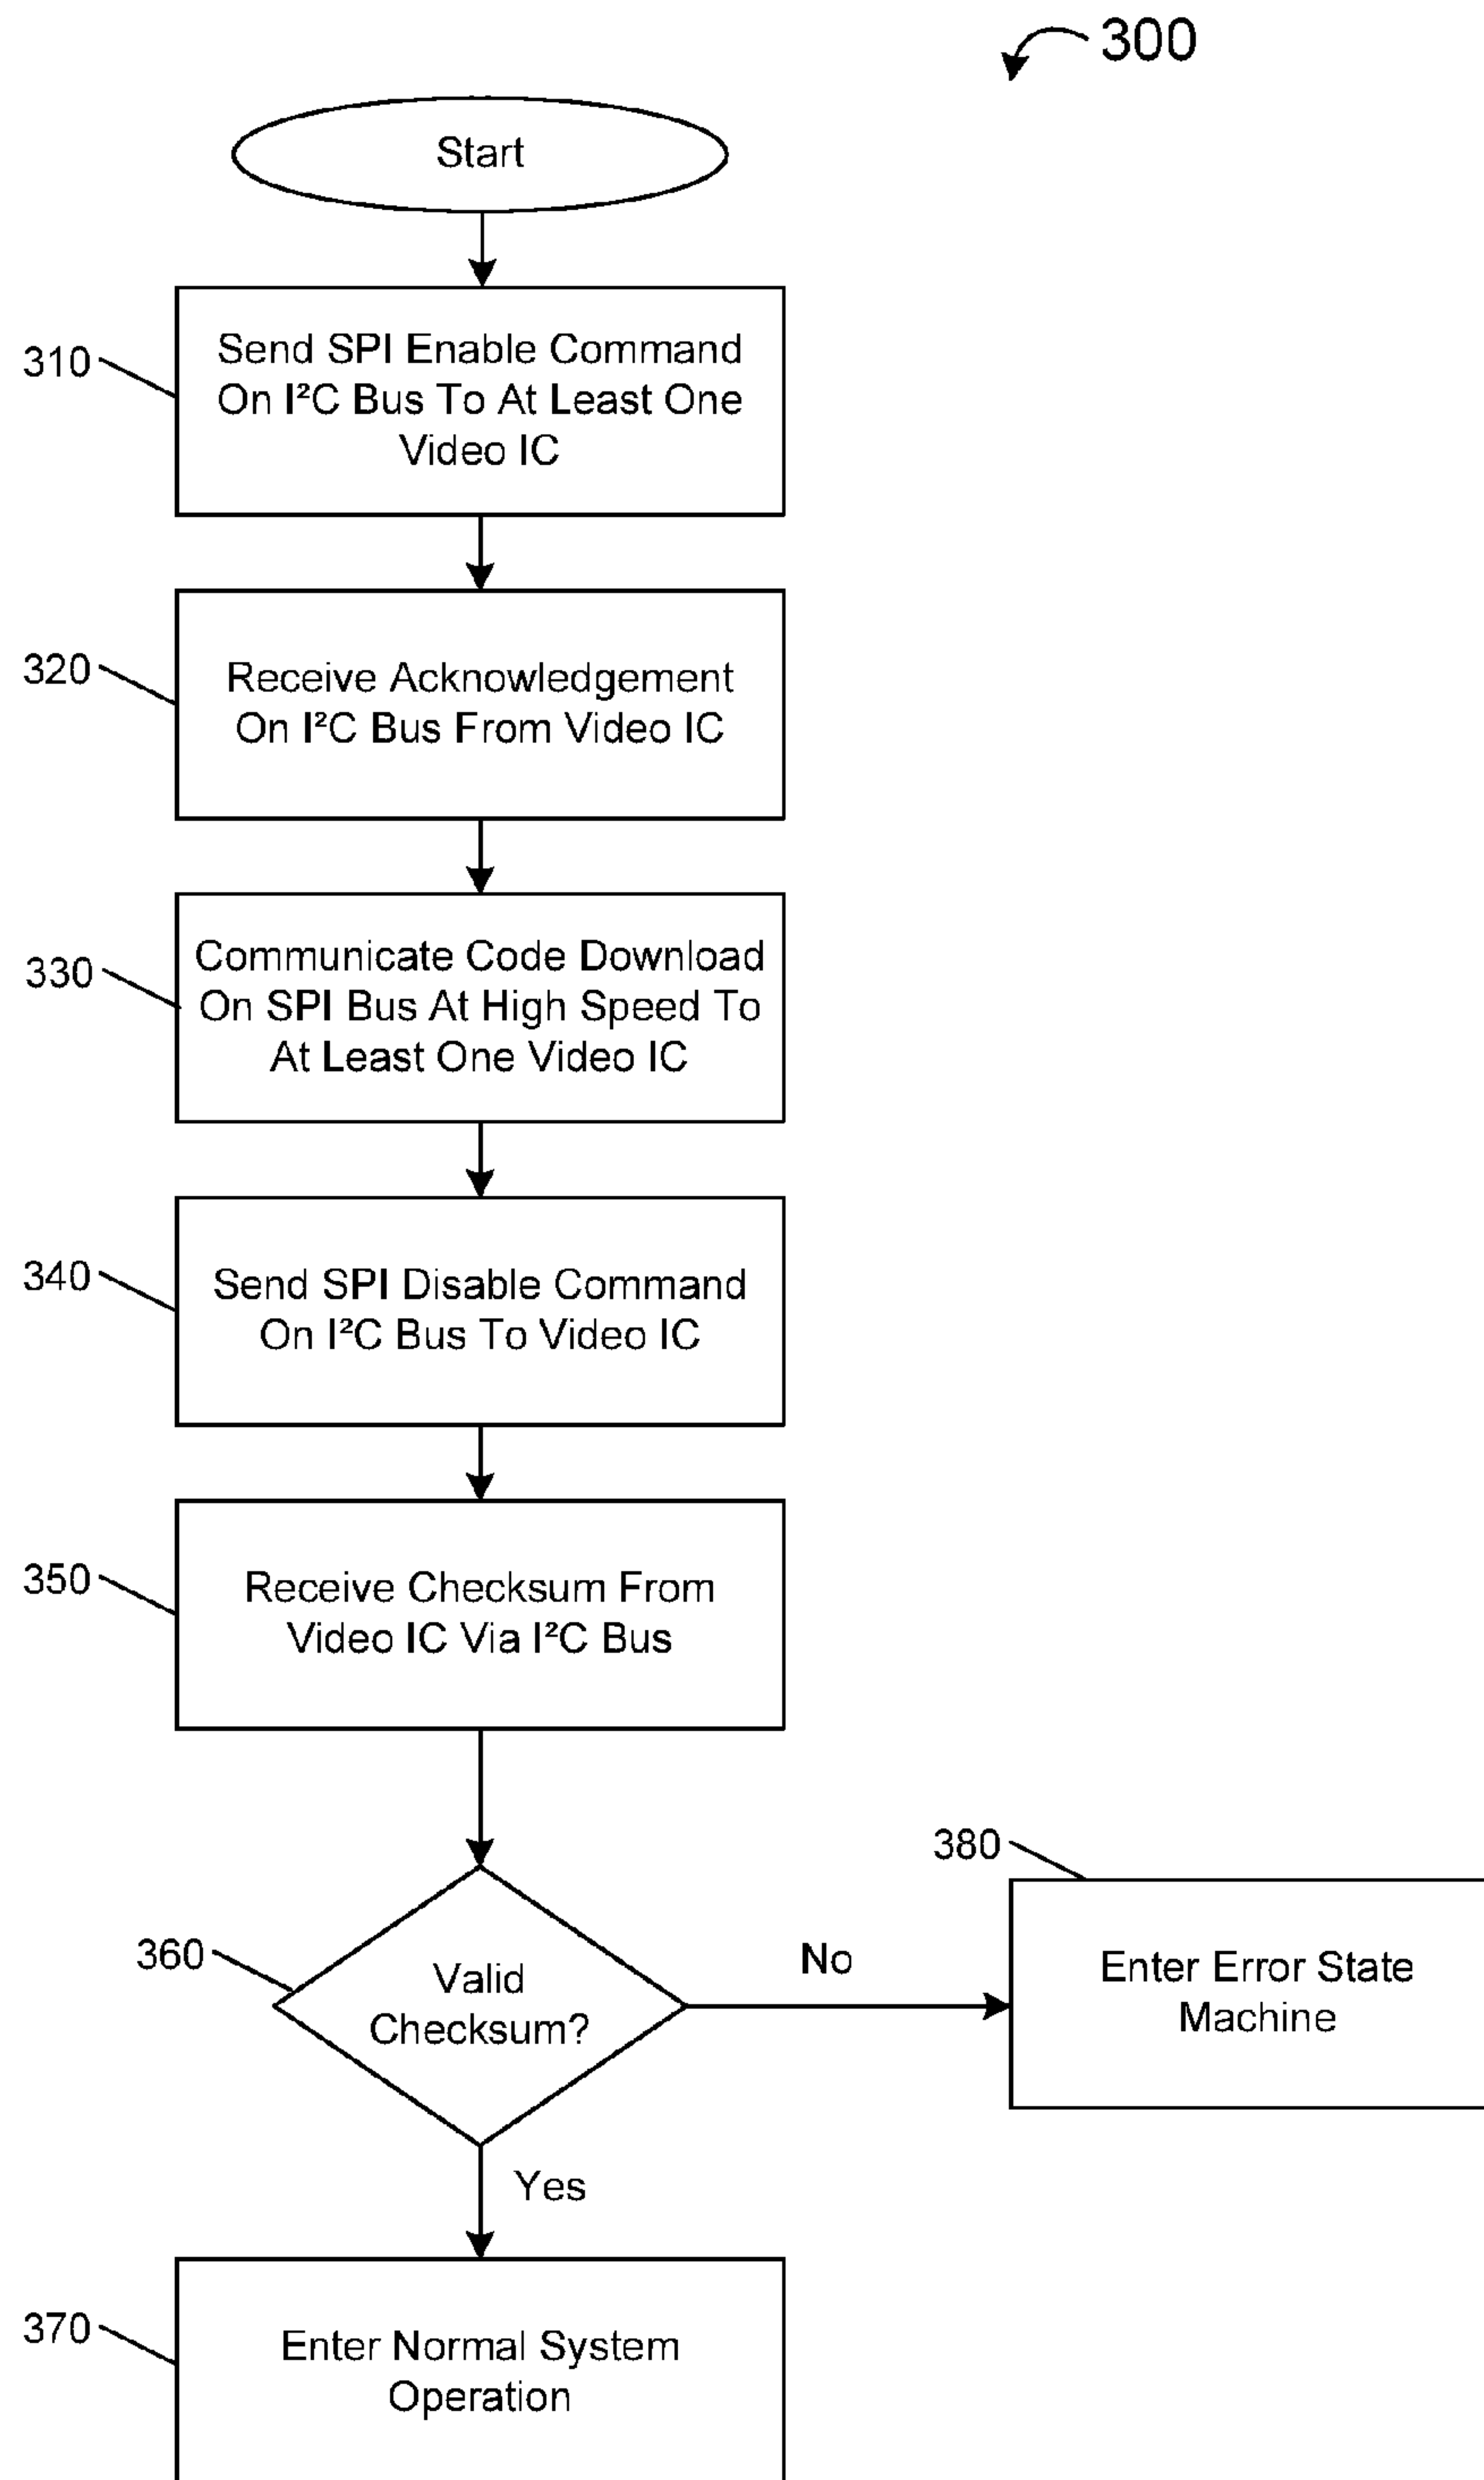 300
Start
310
Send SPI Enable Command
On I²C Bus To At Least One
Video IC
320
Receive Acknowledgement
On I²C Bus From Video IC
330
Communicate Code Download
On SPI Bus At High Speed To
At Least One Video IC
340
Send SPI Disable Command
On I²C Bus To Video IC
350
Receive Checksum From
Video IC Via I²C Bus
360
Valid
Checksum?
No
380
Enter Error State
Machine
Yes
370
Enter Normal System
Operation